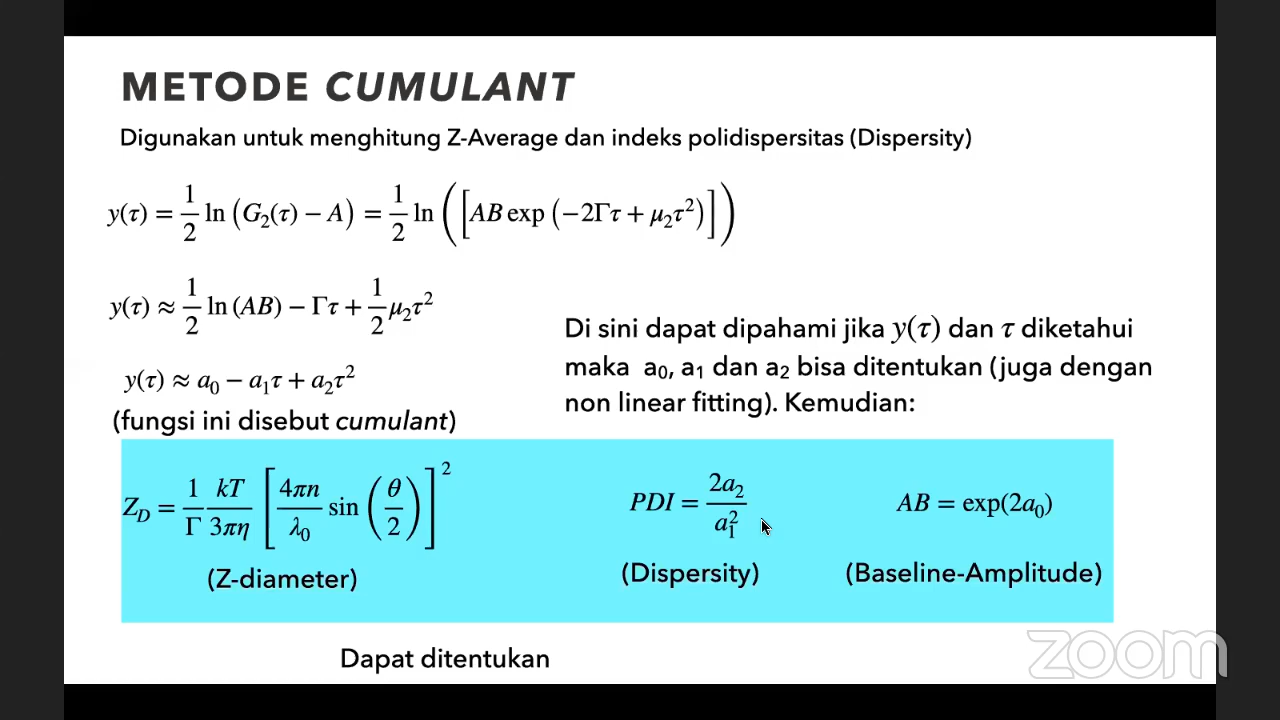 METODE CUMULANT
Digunakan untuk menghitung Z-Average dan indeks polidispersitas (Dispersity)
y(τ) = 1/2 ln (G₂(τ) − A) = 1/2 ln ([AB exp (−2Γτ + μ₂τ²)])
y(τ) ≈ 1/2 ln (AB) − Γτ + 1/2 μ₂τ²
y(τ) ≈ a₀ − a₁τ + a₂τ²
(fungsi ini disebut cumulant)
Di sini dapat dipahami jika y(τ) dan τ diketahui
maka a₀, a₁ dan a₂ bisa ditentukan (juga dengan
non linear fitting). Kemudian:
Z_D = 1/Γ kT/3πη [4πn/λ₀ sin (θ/2)]²
(Z-diameter)
PDI = 2a₂/a₁²
(Dispersity)
AB = exp(2a₀)
(Baseline-Amplitude)
Dapat ditentukan
zoom